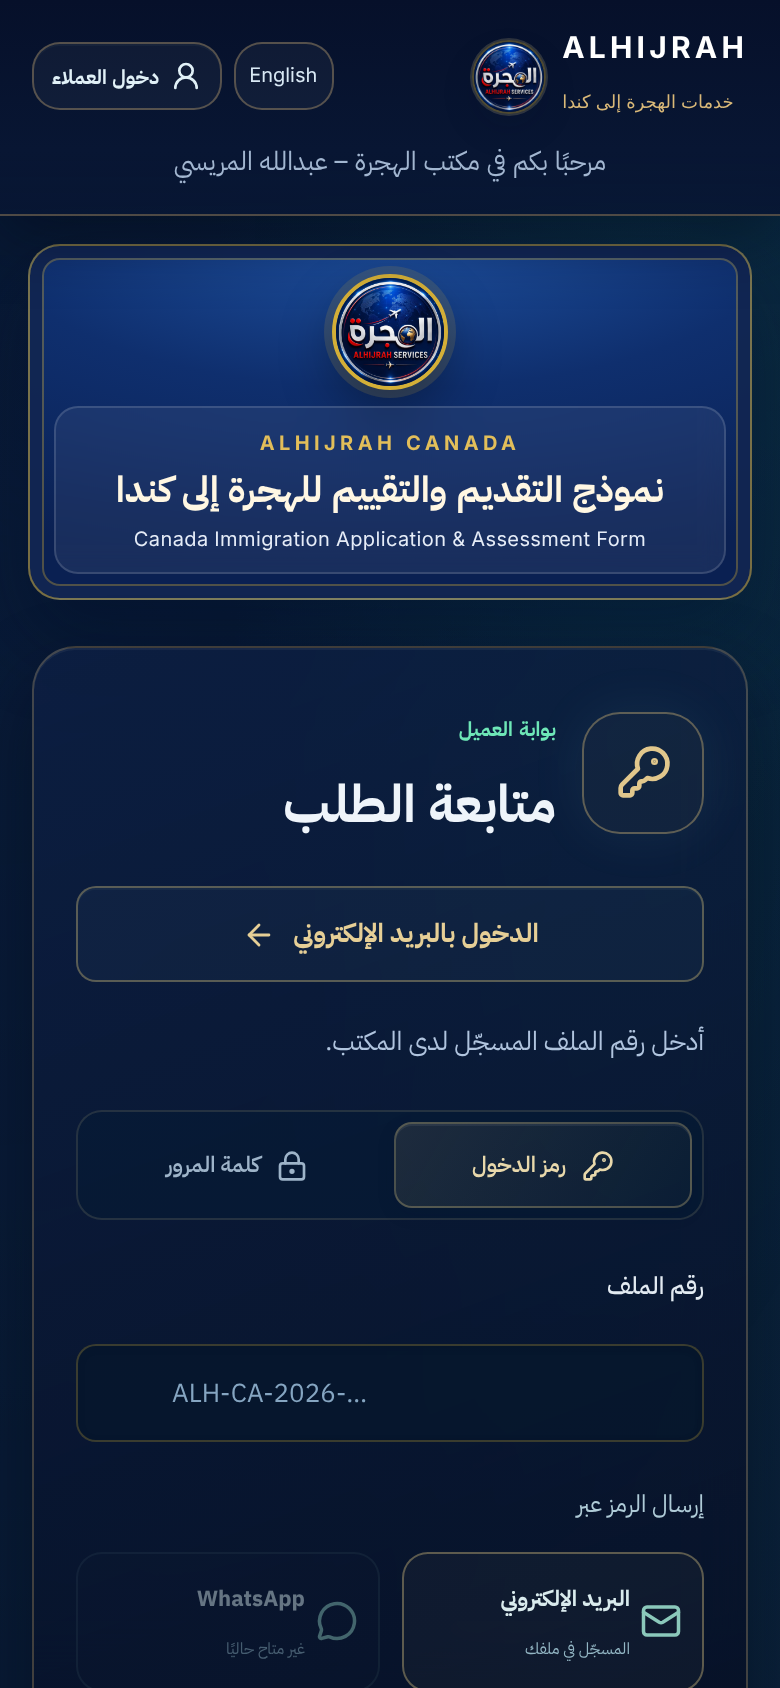 ALHIJRAH
خدمات الهجرة إلى كندا
الهجرة
ALHIJRAH SERVICES
English
دخول العملاء
مرحبًا بكم في مكتب الهجرة – عبدالله المريسي
الهجرة
ALHIJRAH SERVICES
ALHIJRAH CANADA
نموذج التقديم والتقييم للهجرة إلى كندا
Canada Immigration Application & Assessment Form
بوابة العميل
متابعة الطلب
الدخول بالبريد الإلكتروني ←
أدخل رقم الملف المسجّل لدى المكتب.
رمز الدخول
كلمة المرور
رقم الملف
ALH-CA-2026-...
إرسال الرمز عبر
البريد الإلكتروني
المسجّل في ملفك
WhatsApp
غير متاح حاليًا